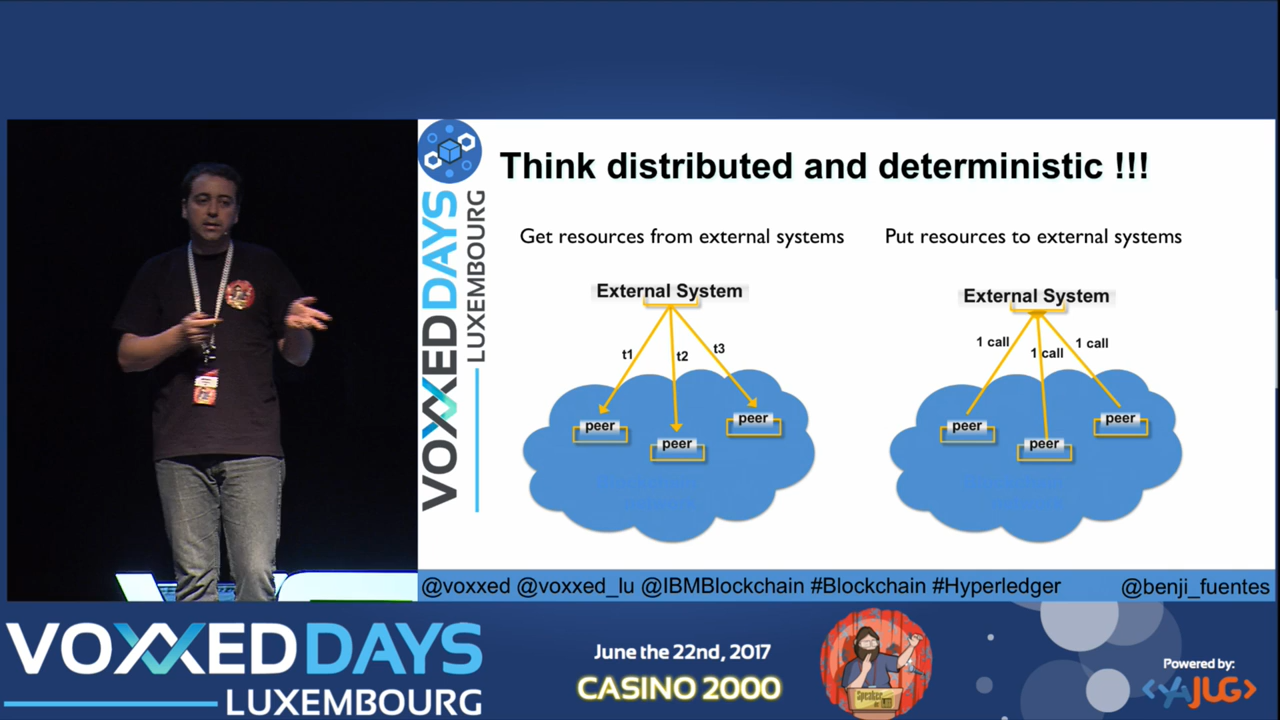 VOXXED DAYS
LUXEMBOURG
Think distributed and deterministic !!!
Get resources from external systems
Put resources to external systems
External System
t1
t2
t3
peer
peer
peer
External System
1 call
1 call
1 call
peer
peer
peer
@voxxed @voxxed_lu @IBMBlockchain #Blockchain #Hyperledger
@benji_fuentes
VOXXED DAYS
LUXEMBOURG
June the 22nd, 2017
CASINO 2000
Speaker
Powered by:
<YAJUG>